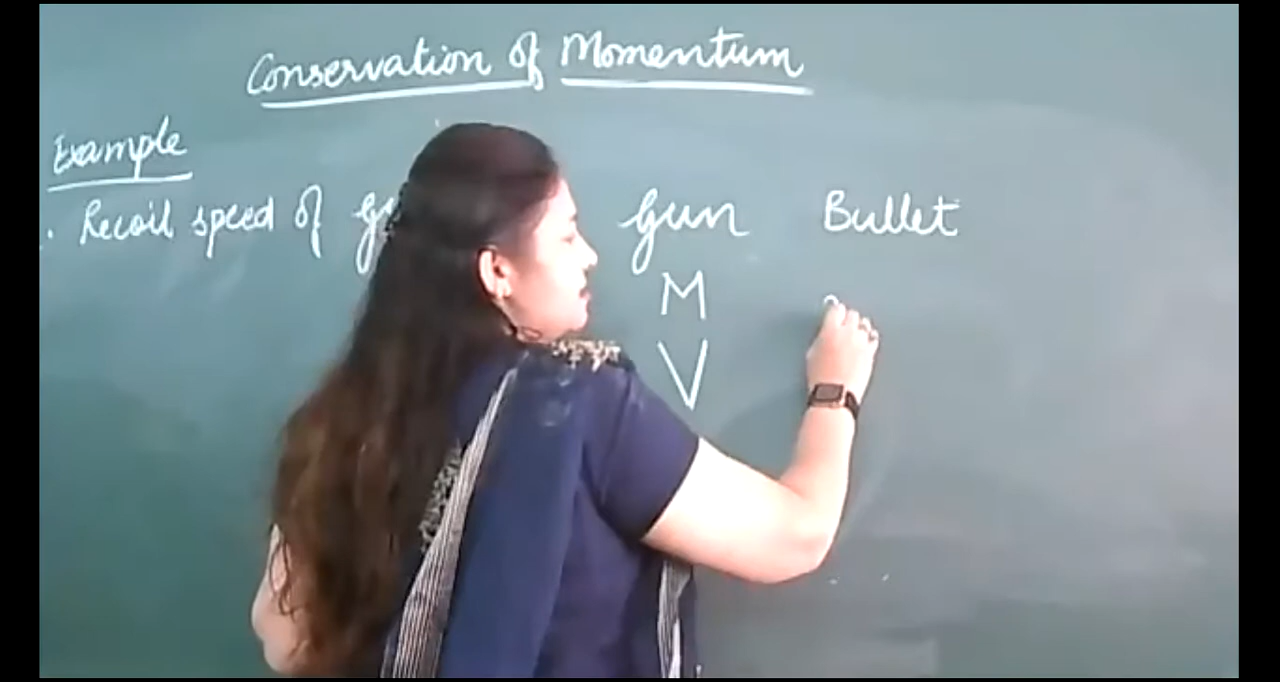 Conservation of Momentum
Example
. Recoil speed of Gun Bullet
M
V